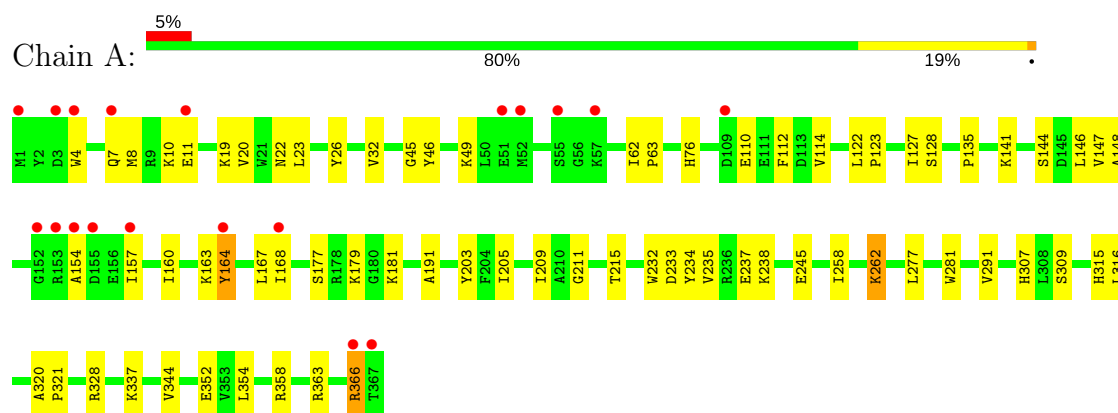 5%
Chain A:
80% 19% •
M1 Y2 D3 W4 Q7 M8 R9 K10 E11 K19 V20 W21 N22 L23 Y26 V32 G45 Y46 K49 L50 E51 M52 S55 G56 K57 I62 P63 H76 D109 E110 E111 F112 D113 V114 L122 P123 I127 S128 P135 K141 S144 D145 L146 V147 A148
G152 R153 A154 D155 E156 I157 I160 K163 Y164 L167 I168 S177 R178 K179 G180 K181 A191 Y203 F204 I205 I209 A210 G211 T215 W232 D233 Y234 V235 R236 E237 K238 E245 I258 K262 L277 W281 V291 H307 L308 S309 H315 L316
A320 P321 R328 K337 V344 E352 V353 L354 R358 R363 R366 T367